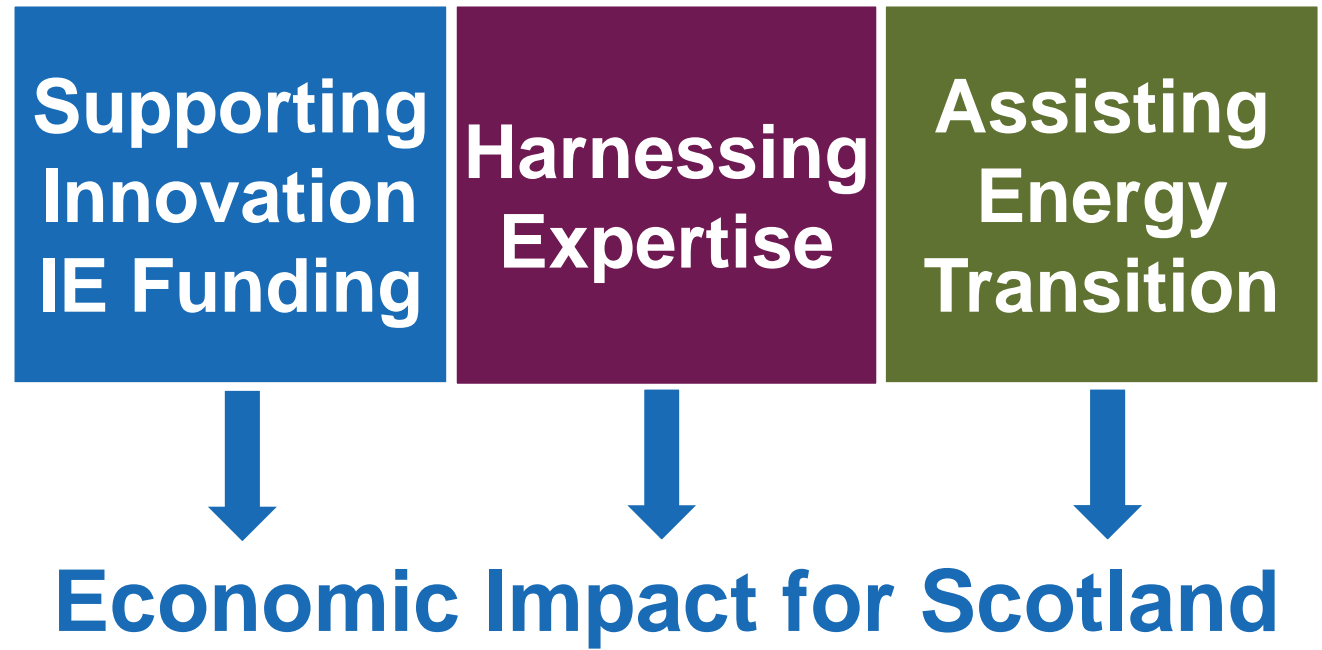 Supporting
Innovation
IE Funding
Harnessing
Expertise
Assisting
Energy
Transition
Economic Impact for Scotland